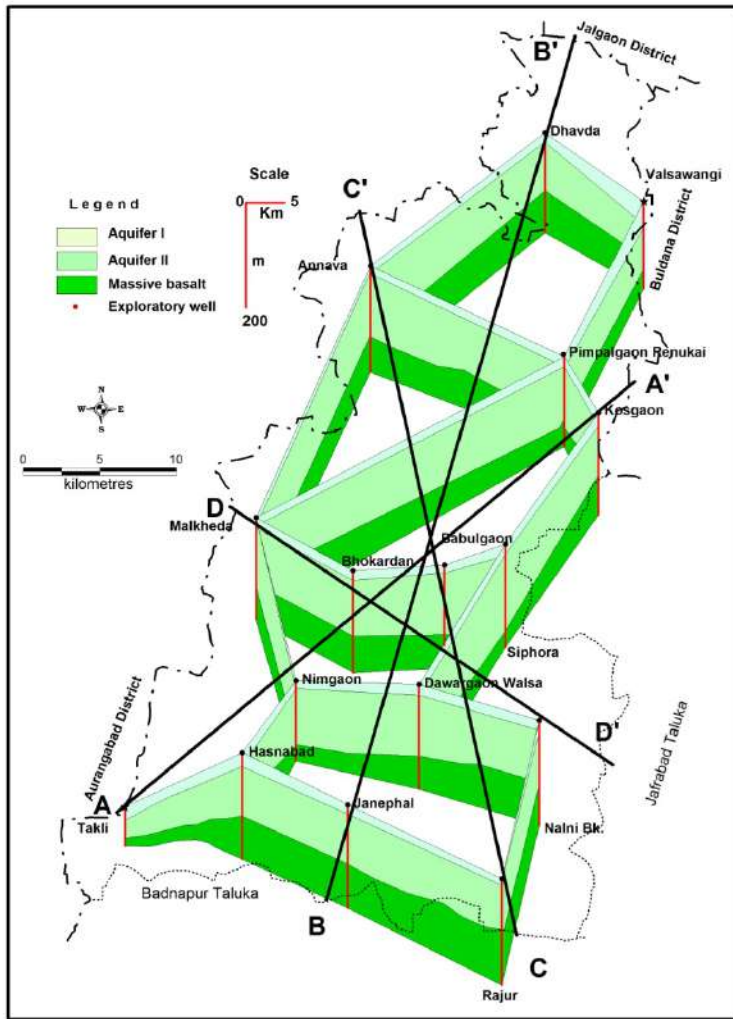 B'
Jalgaon District
Dhavda
Valsawangi
Buldana District
Scale
0 5
Km
m
200
Legend
Aquifer I
Aquifer II
Massive basalt
Exploratory well
C'
Annava
Pimpalgaon Renukai
A'
Kosgaon
N
W E
S
0 5 10
kilometres
D
Malkheda
Babulgaon
Bhokardan
Siphora
Nimgaon
Dawargaon Walsa
D'
Aurangabad District
Hasnabad
Jafrabad Taluka
A
Takli
Janephal
Nalni Bk.
Badnapur Taluka
B
C
Rajur